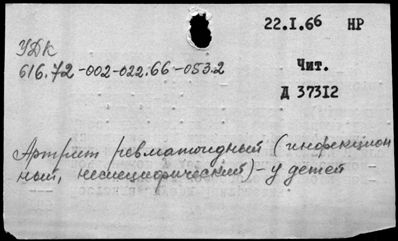 22.I.66 НР
УДК
616.72-002-022.66-053.2
Чит.
Д 37312
Артрит ревматоидный (инфекцион
ный, неспецифический) - у детей